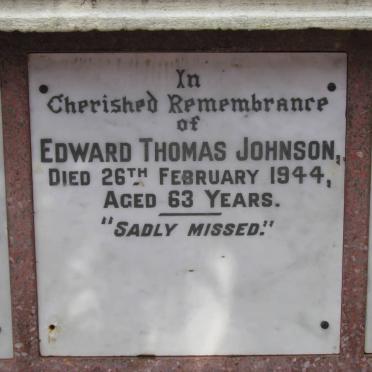 In
Cherished Remembrance
of
EDWARD THOMAS JOHNSON,
DIED 26TH FEBRUARY 1944,
AGED 63 YEARS.
"SADLY MISSED."